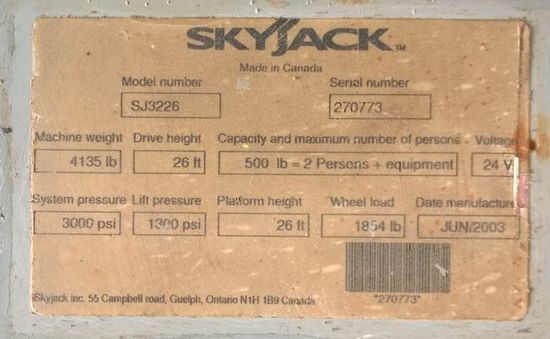 SKYJACK™
Made in Canada
Model number Serial number
SJ3226 270773
Machine weight Drive height Capacity and maximum number of persons Voltage
4135 lb 26 ft 500 lb = 2 Persons + equipment 24 V
System pressure Lift pressure Platform height Wheel load Date manufacture
3000 psi 1300 psi 26 ft 1854 lb JUN/2003
Skyjack inc. 55 Campbell road, Guelph, Ontario N1H 1B9 Canada *270773*